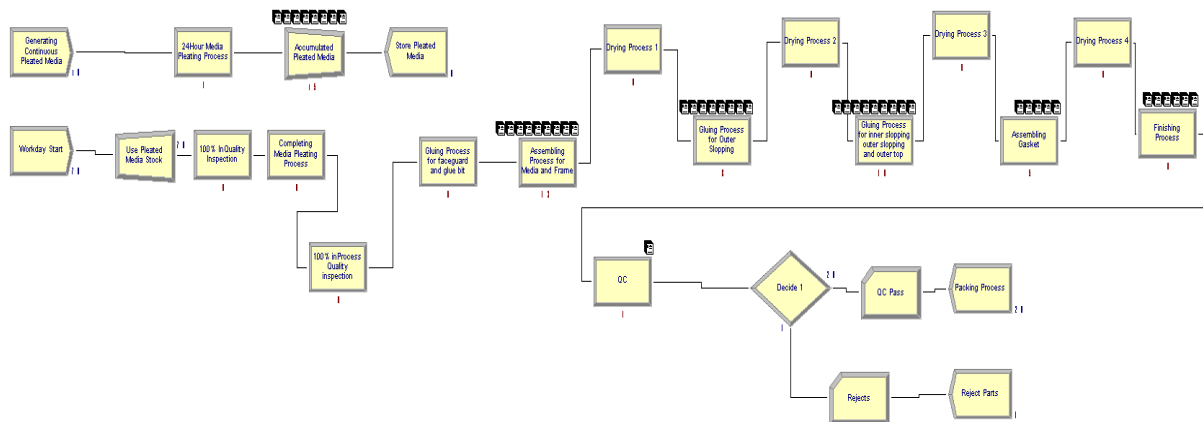 Generating
Continuous
Pleated Media
24Hour Media
Pleating Process
Accumulated
Pleated Media
Store Pleated
Media
Drying Process 1
Drying Process 2
Drying Process 3
Drying Process 4
Workday Start
Use Pleated
Media Stock
100% InQuality
Inspection
Completing
Media Pleating
Process
Gluing Process
for faceguard
and glue bit
Assembling
Process for
Media and Frame
Gluing Process
for Outer
Slopping
Gluing Process
for inner slopping
outer slopping
and outer top
Assembling
Gasket
Finishing
Process
100% inProcess
Quality
inspection
QC
Decide 1
QC Pass
Packing Process
Rejects
Reject Parts